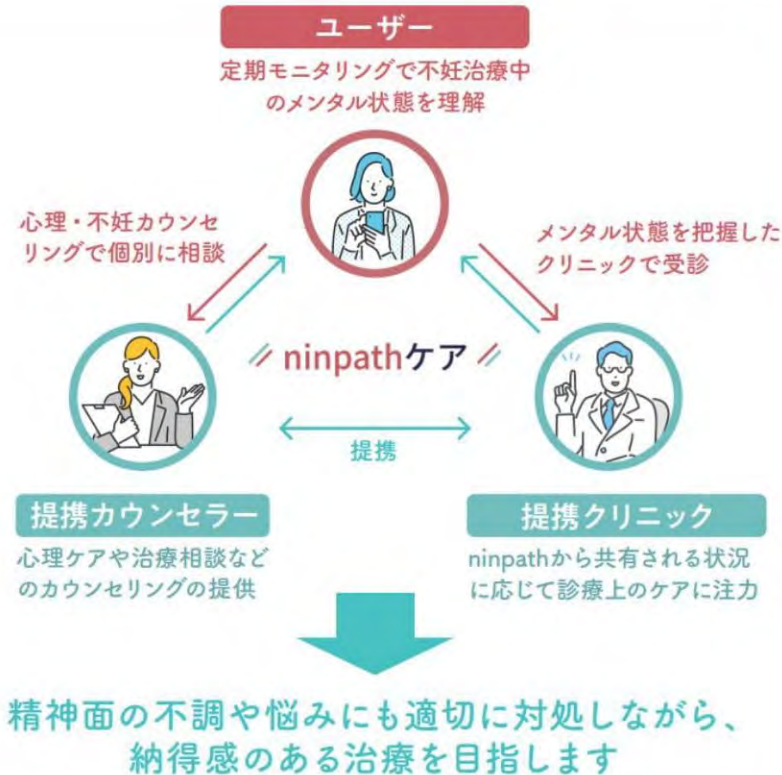 ユーザー
定期モニタリングで不妊治療中
のメンタル状態を理解
心理・不妊カウンセ
リングで個別に相談
メンタル状態を把握した
クリニックで受診
ninpathケア
提携
提携カウンセラー
心理ケアや治療相談など
のカウンセリングの提供
提携クリニック
ninpathから共有される状況
に応じて診療上のケアに注力
精神面の不調や悩みにも適切に対処しながら、
納得感のある治療を目指します